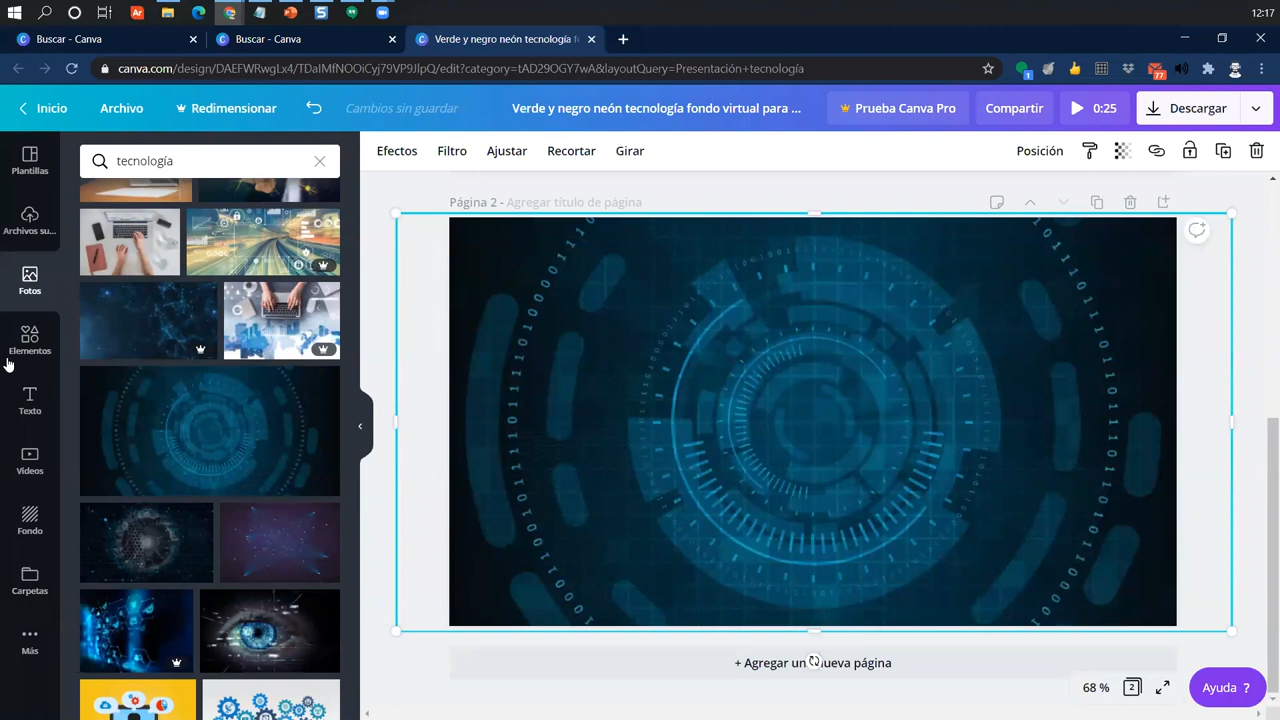 12:17
Buscar - Canva
Buscar - Canva
Verde y negro neón tecnología f
canva.com/design/DAEFWRwgLx4/TDaIMfNOOiCyj79VP9JlpQ/edit?category=tAD29OGY7wA&layoutQuery=Presentación+tecnología
1
77
Inicio
Archivo
Redimensionar
Cambios sin guardar
Verde y negro neón tecnología fondo virtual para ...
Prueba Canva Pro
Compartir
0:25
Descargar
Plantillas
Archivos su...
Fotos
Elementos
Texto
Videos
Fondo
Carpetas
Más
tecnología
Efectos
Filtro
Ajustar
Recortar
Girar
Posición
Página 2 - Agregar título de página
+ Agregar un nueva página
68 %
2
Ayuda ?